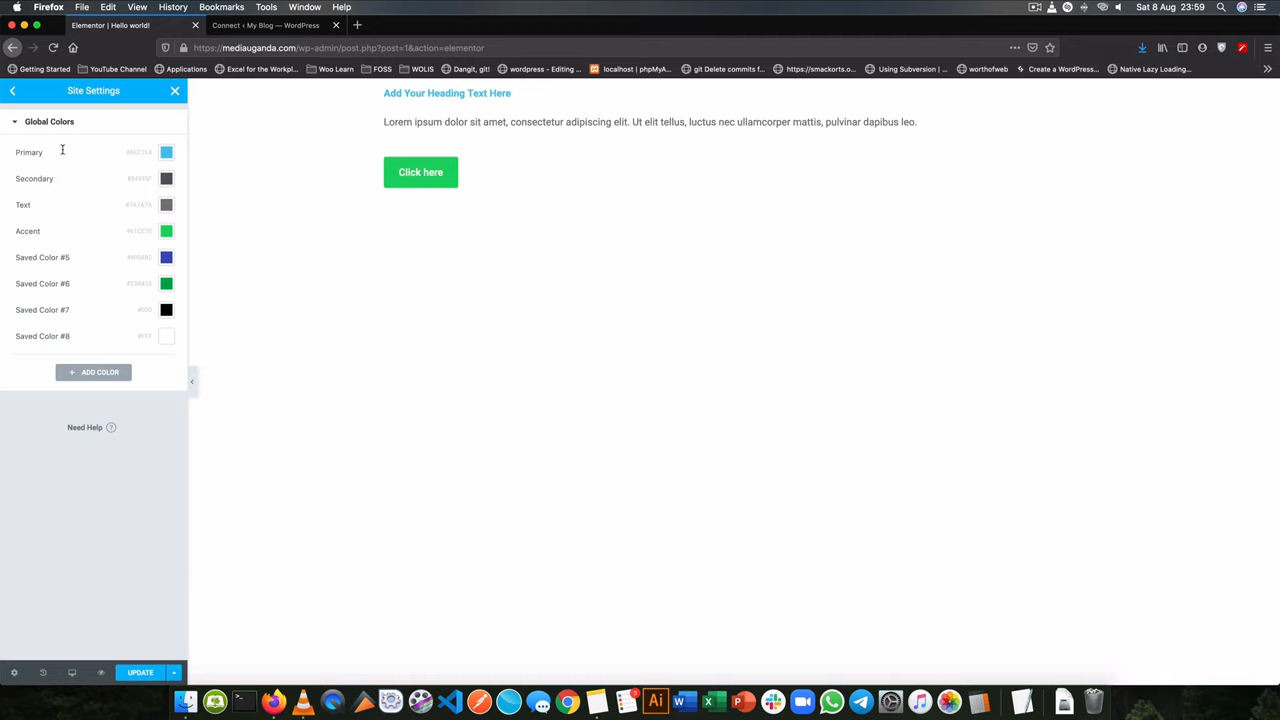 Firefox File Edit View History Bookmarks Tools Window Help Sat 8 Aug 23:59
Elementor | Hello world! Connect ‹ My Blog — WordPress
https://mediauganda.com/wp-admin/post.php?post=1&action=elementor
Getting Started YouTube Channel Applications Excel for the Workpl... Woo Learn FOSS WOLIS Dangit, git! wordpress - Editing ... localhost | phpMyA... git Delete commits f... https://smackorts.o... Using Subversion | ... worthofweb Create a WordPress... Native Lazy Loading...
Site Settings
Global Colors
Primary
Secondary
Text #7A7A7A
Accent
Saved Color #5
Saved Color #6
Saved Color #7 #000
Saved Color #8 #FFF
+ ADD COLOR
Need Help ?
UPDATE
Add Your Heading Text Here
Lorem ipsum dolor sit amet, consectetur adipiscing elit. Ut elit tellus, luctus nec ullamcorper mattis, pulvinar dapibus leo.
Click here
3
Ai